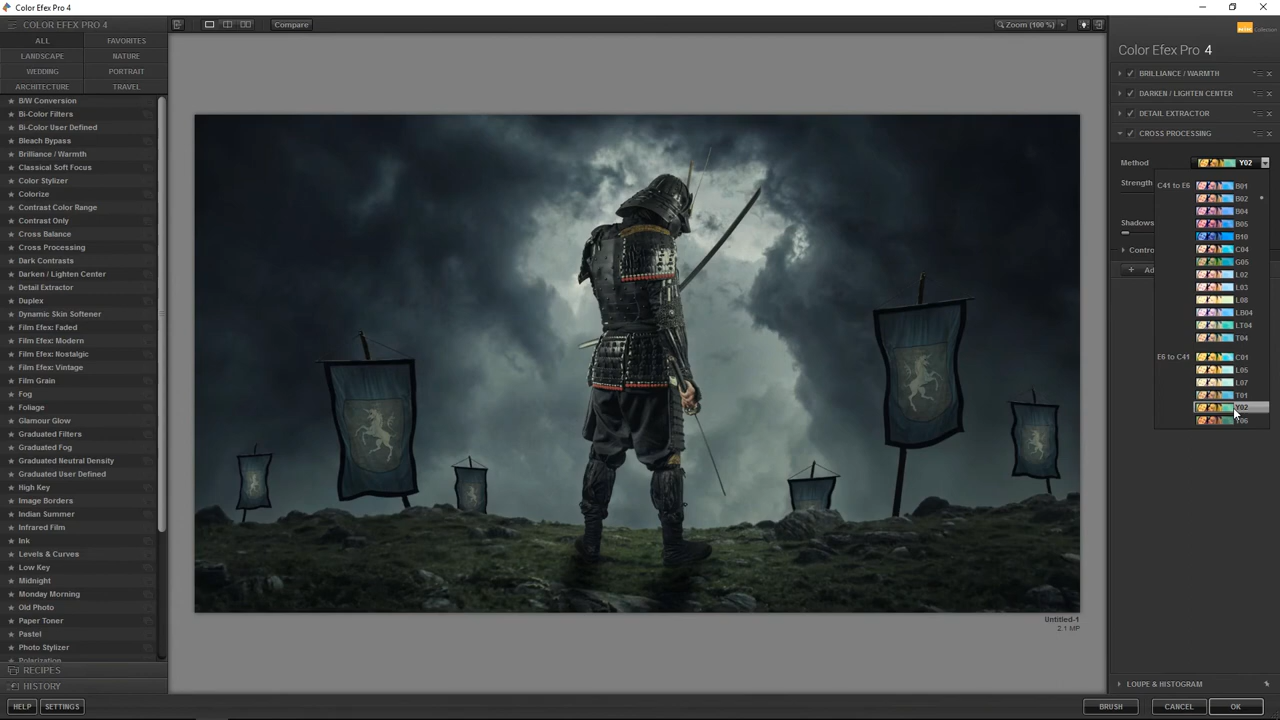 Color Efex Pro 4
COLOR EFEX PRO 4
ALL
FAVORITES
LANDSCAPE
NATURE
WEDDING
PORTRAIT
ARCHITECTURE
TRAVEL
B/W Conversion
Bi-Color Filters
Bi-Color User Defined
Bleach Bypass
Brilliance / Warmth
Classical Soft Focus
Color Stylizer
Colorize
Contrast Color Range
Contrast Only
Cross Balance
Cross Processing
Dark Contrasts
Darken / Lighten Center
Detail Extractor
Duplex
Dynamic Skin Softener
Film Efex: Faded
Film Efex: Modern
Film Efex: Nostalgic
Film Efex: Vintage
Film Grain
Fog
Foliage
Glamour Glow
Graduated Filters
Graduated Fog
Graduated Neutral Density
Graduated User Defined
High Key
Image Borders
Indian Summer
Infrared Film
Ink
Levels & Curves
Low Key
Midnight
Monday Morning
Old Photo
Paper Toner
Pastel
Photo Stylizer
Polarization
RECIPES
HISTORY
HELP
SETTINGS
Compare
Zoom (100 %)
Untitled-1
2.1 MP
Collection
Color Efex Pro 4
BRILLIANCE / WARMTH
DARKEN / LIGHTEN CENTER
DETAIL EXTRACTOR
CROSS PROCESSING
Method
Y02
Strength
Shadows
Contro
Ad
C41 to E6
B01
B02
B04
B05
B10
C04
G05
L02
L03
L08
LB04
LT04
T04
E6 to C41
C01
L05
L07
T01
Y02
Y06
LOUPE & HISTOGRAM
BRUSH
CANCEL
OK